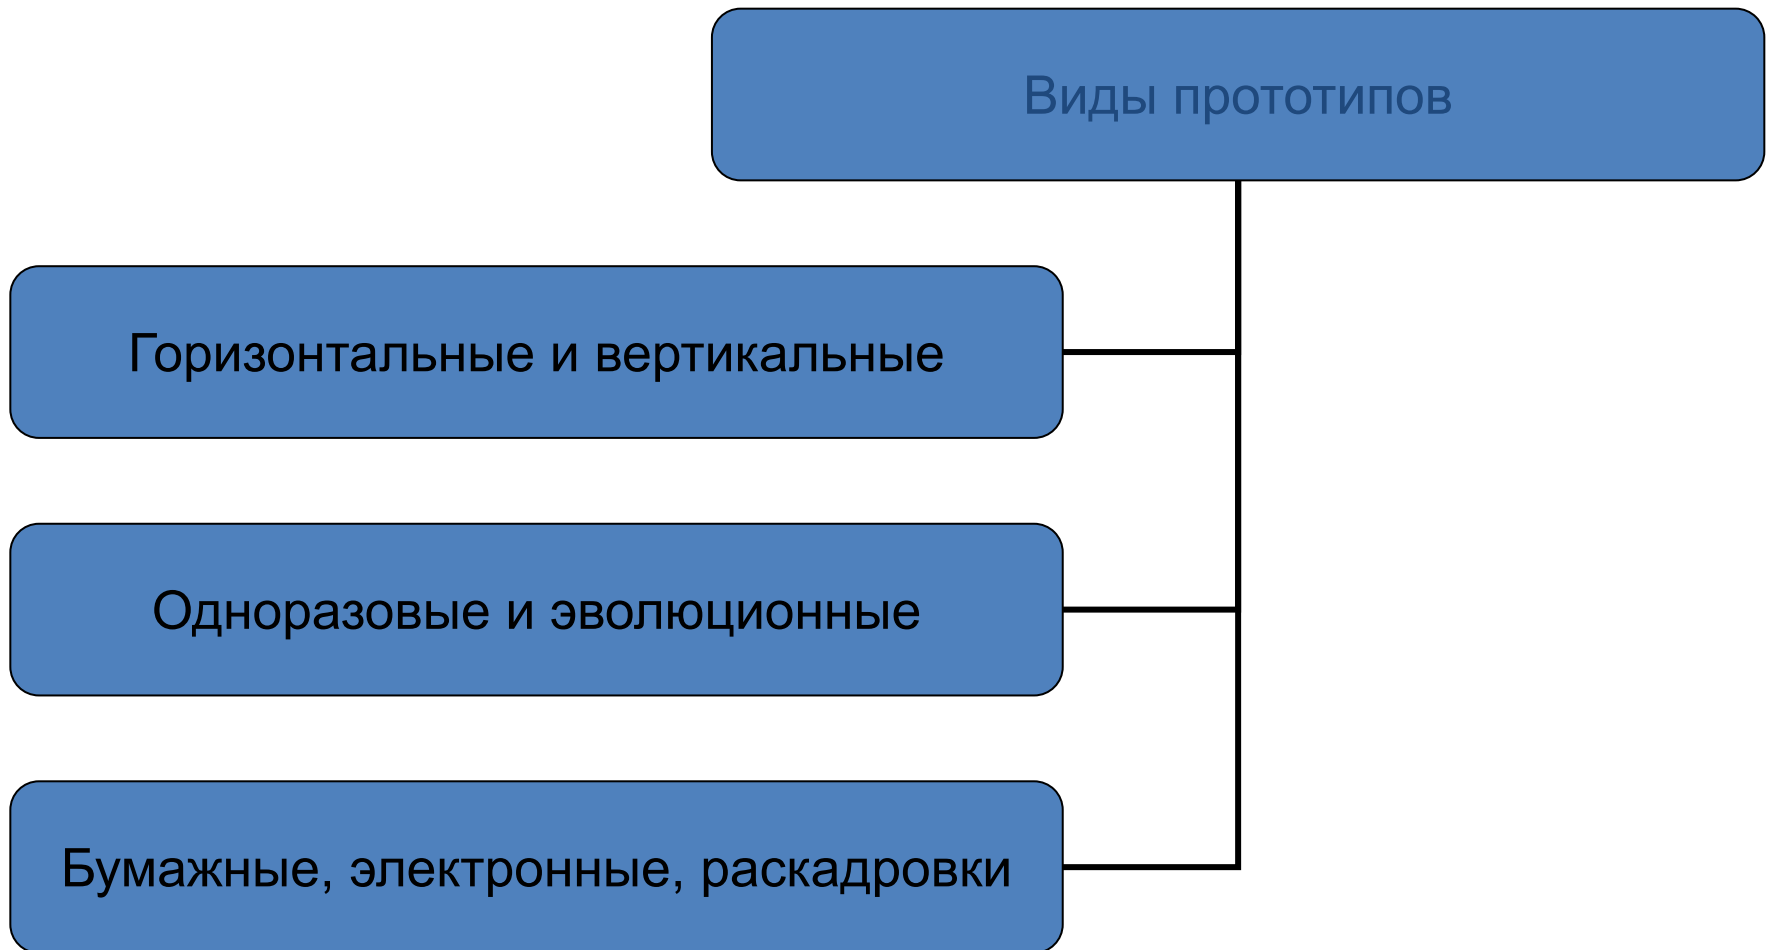 Виды прототипов
Горизонтальные и вертикальные
Одноразовые и эволюционные
Бумажные, электронные, раскадровки